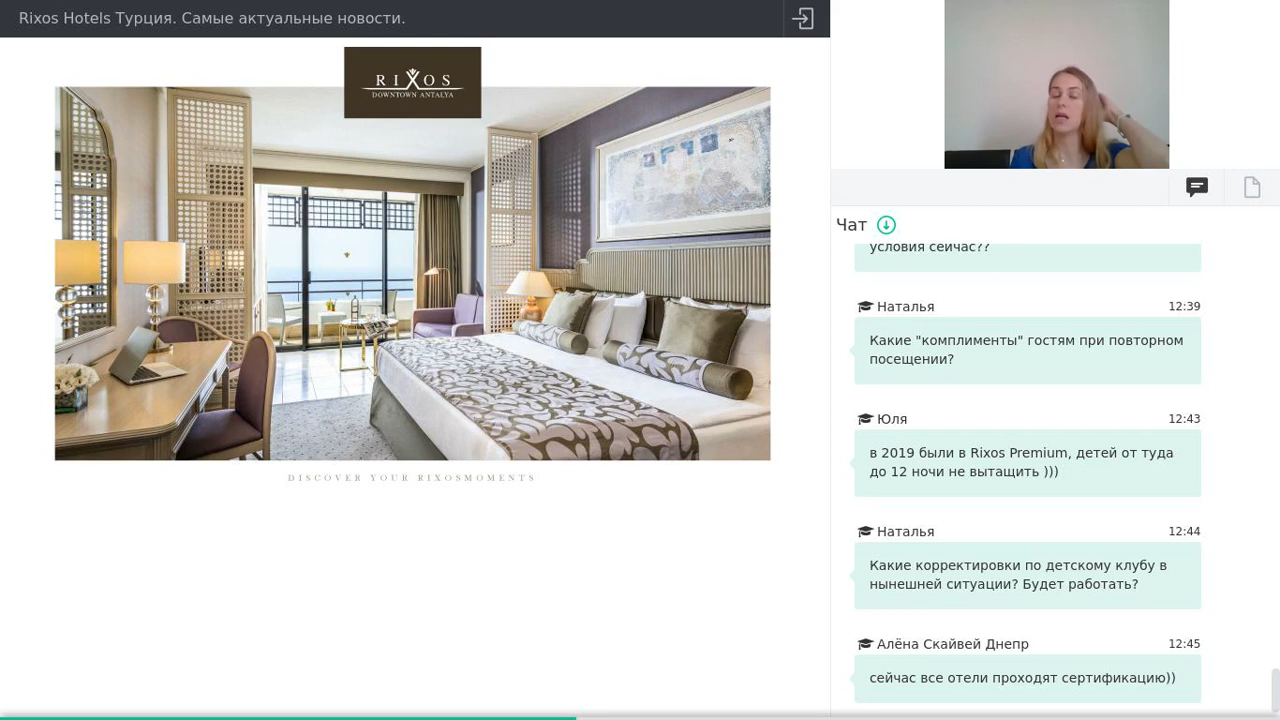 Rixos Hotels Турция. Самые актуальные новости.
RIXOS
DOWNTOWN ANTALYA
DISCOVER YOUR RIXOSMOMENTS
Чат
условия сейчас??
Наталья 12:39
Какие "комплименты" гостям при повторном
посещении?
Юля 12:43
в 2019 были в Rixos Premium, детей от туда
до 12 ночи не вытащить )))
Наталья 12:44
Какие корректировки по детскому клубу в
нынешней ситуации? Будет работать?
Алёна Скайвей Днепр 12:45
сейчас все отели проходят сертификацию))